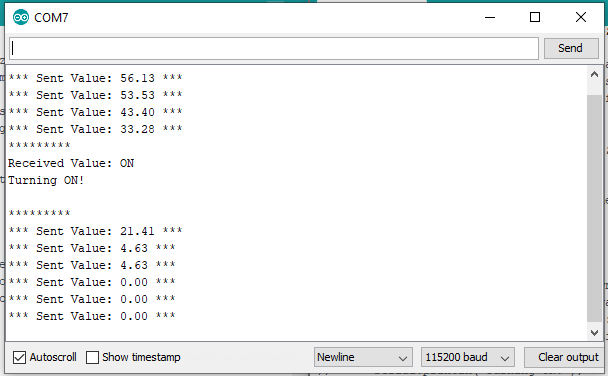 COM7
Send
*** Sent Value: 56.13 ***
*** Sent Value: 53.53 ***
*** Sent Value: 43.40 ***
*** Sent Value: 33.28 ***
*********
Received Value: ON
Turning ON!
*********
*** Sent Value: 21.41 ***
*** Sent Value: 4.63 ***
*** Sent Value: 4.63 ***
*** Sent Value: 0.00 ***
*** Sent Value: 0.00 ***
*** Sent Value: 0.00 ***
Autoscroll Show timestamp Newline 115200 baud Clear output